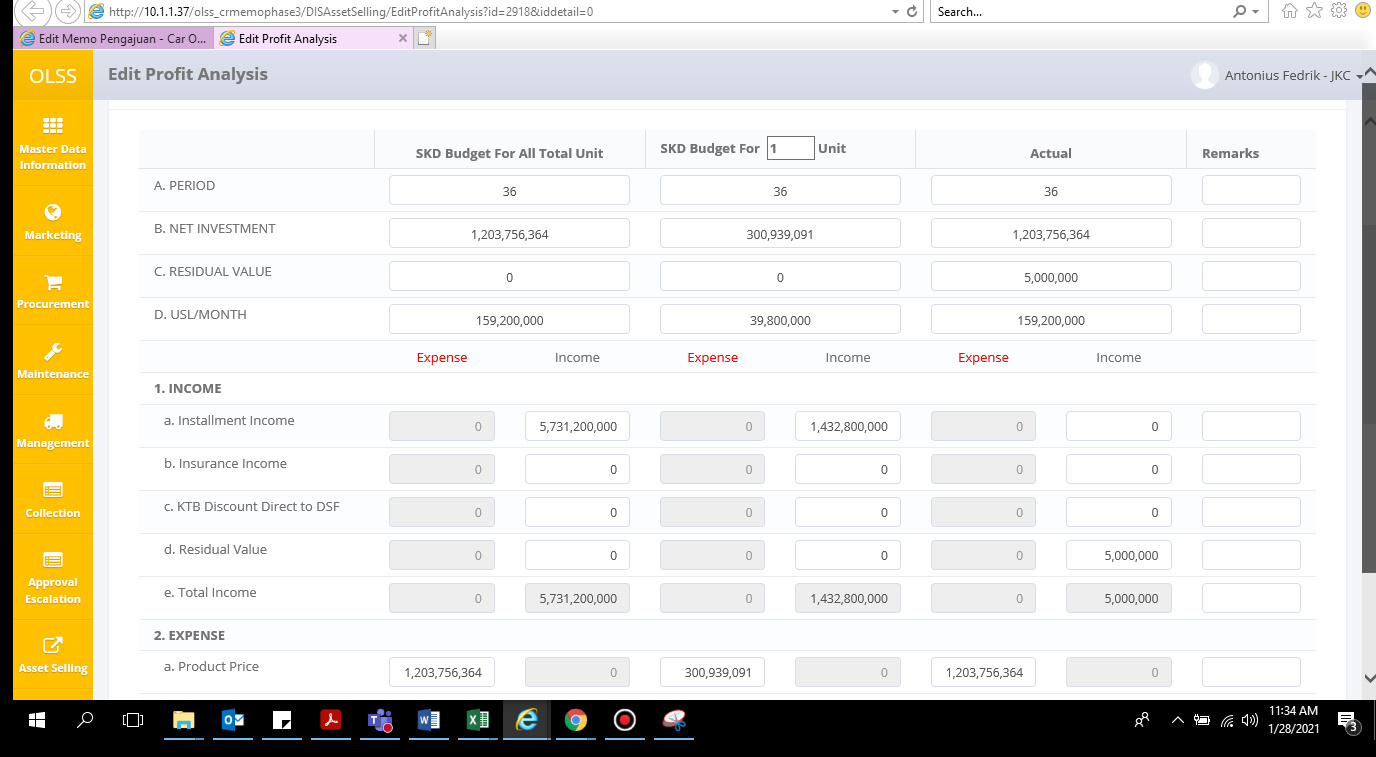 http://10.1.1.37/olss_crmemophase3/DISAssetSelling/EditProfitAnalysis?id=2918&iddetail=0
Search...
Edit Memo Pengajuan - Car O...
Edit Profit Analysis
OLSS
Edit Profit Analysis
Antonius Fedrik - JKC
Master Data
Information
Marketing
Procurement
Maintenance
Management
Collection
Approval
Escalation
Asset Selling
SKD Budget For All Total Unit
SKD Budget For 1 Unit
Actual
Remarks
A. PERIOD 36 36 36
B. NET INVESTMENT 1,203,756,364 300,939,091 1,203,756,364
C. RESIDUAL VALUE 0 0 5,000,000
D. USL/MONTH 159,200,000 39,800,000 159,200,000
Expense Income Expense Income Expense Income
1. INCOME
a. Installment Income 0 5,731,200,000 0 1,432,800,000 0 0
b. Insurance Income 0 0 0 0 0 0
c. KTB Discount Direct to DSF 0 0 0 0 0 0
d. Residual Value 0 0 0 0 0 5,000,000
e. Total Income 0 5,731,200,000 0 1,432,800,000 0 5,000,000
2. EXPENSE
a. Product Price 1,203,756,364 0 300,939,091 0 1,203,756,364 0
11:34 AM
1/28/2021
3